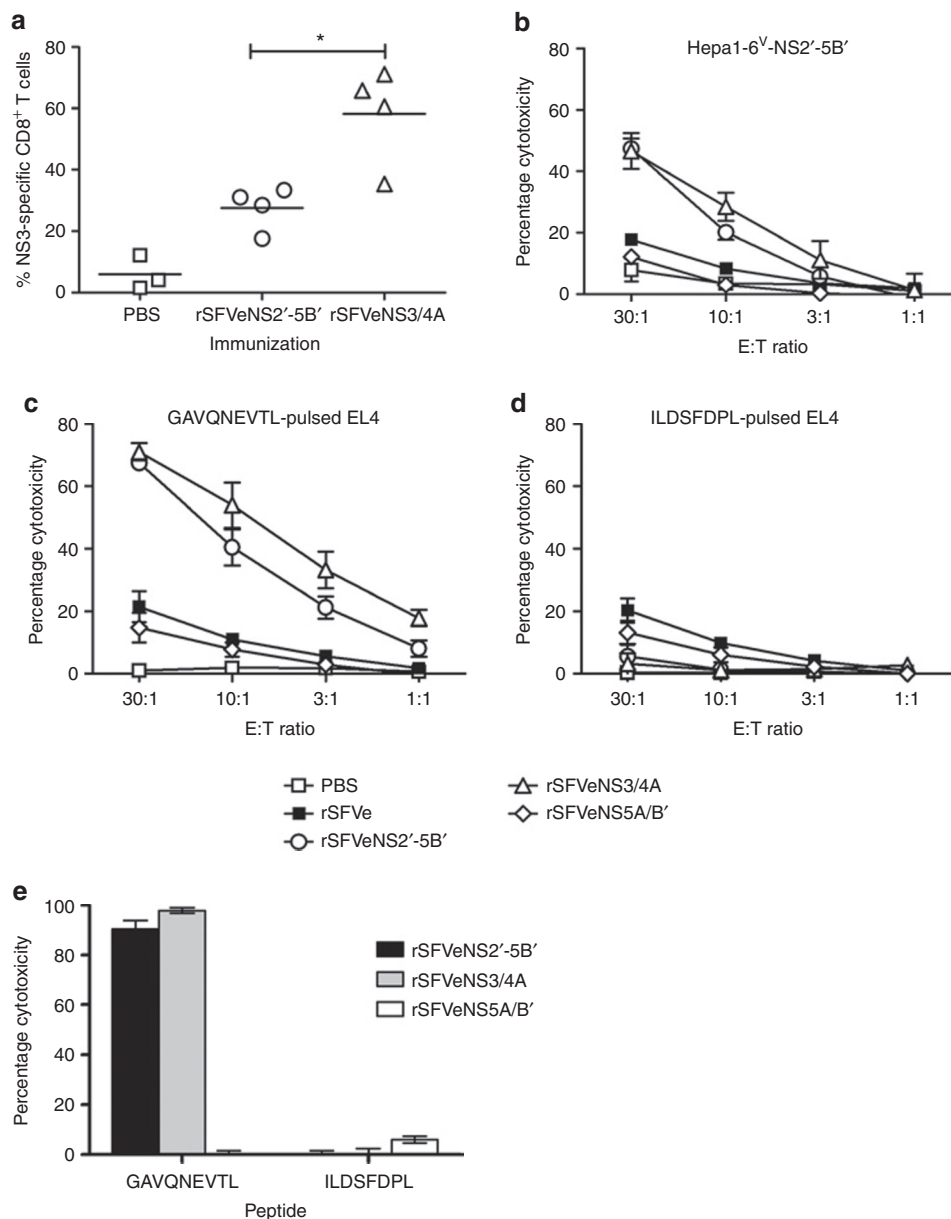 a
80
60
40
20
0
% NS3-specific CD8⁺ T cells
*
PBS
rSFVeNS2′-5B′
rSFVeNS3/4A
Immunization
b
Hepa1-6ⱽ-NS2′-5B′
80
60
40
20
0
Percentage cytotoxicity
30:1
10:1
3:1
1:1
E:T ratio
c
GAVQNEVTL-pulsed EL4
80
60
40
20
0
Percentage cytotoxicity
30:1
10:1
3:1
1:1
E:T ratio
d
ILDSFDPL-pulsed EL4
80
60
40
20
0
Percentage cytotoxicity
30:1
10:1
3:1
1:1
E:T ratio
PBS
rSFVe
rSFVeNS2′-5B′
rSFVeNS3/4A
rSFVeNS5A/B′
e
100
80
60
40
20
0
Percentage cytotoxicity
rSFVeNS2′-5B′
rSFVeNS3/4A
rSFVeNS5A/B′
GAVQNEVTL
ILDSFDPL
Peptide